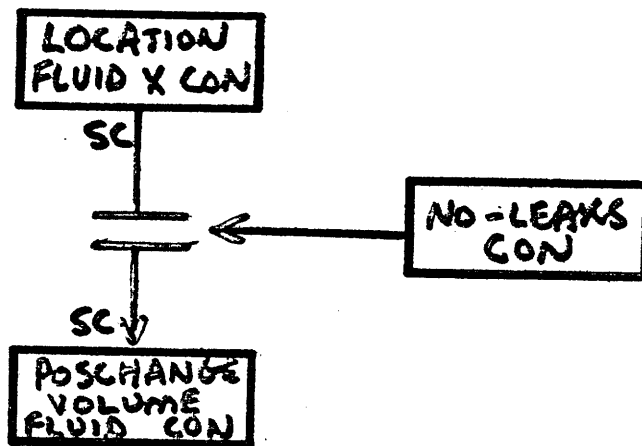 LOCATION
FLUID X CON
SC
NO-LEAKS
CON
SC
POSCHANGE
VOLUME
FLUID CON